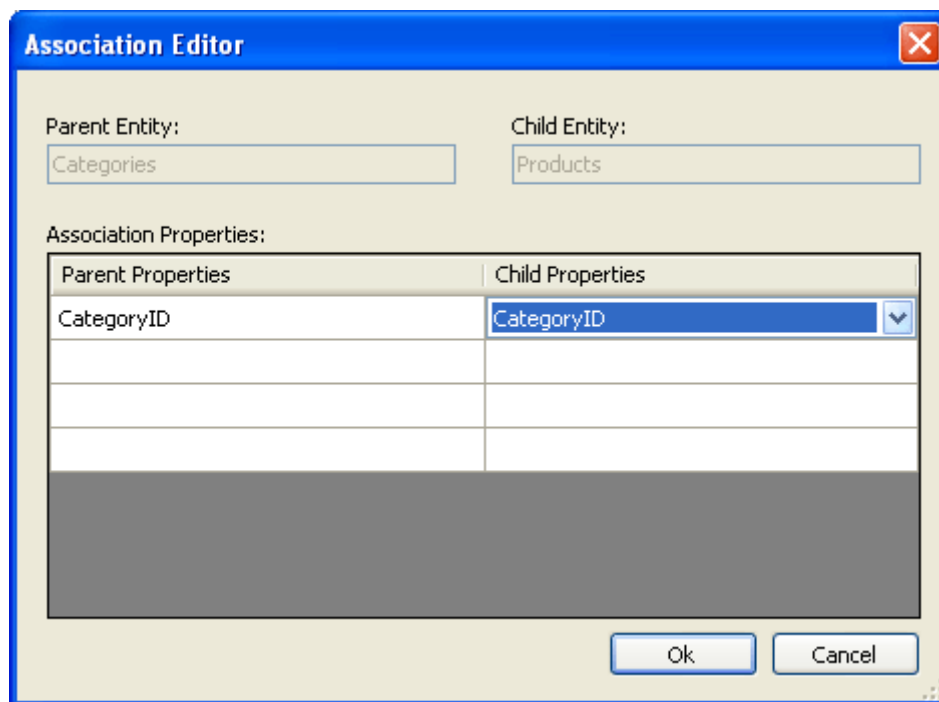 Association Editor
Parent Entity: Child Entity:
Categories Products
Association Properties:
Parent Properties Child Properties
CategoryID CategoryID
Ok Cancel